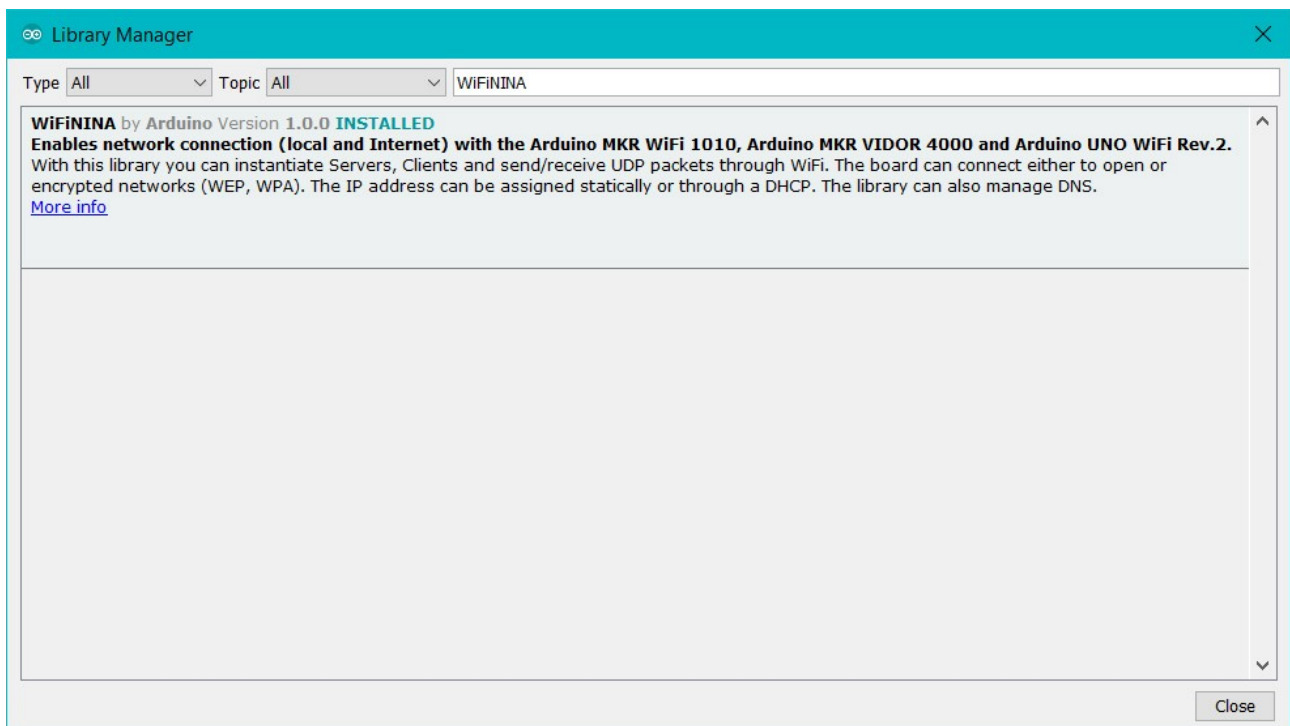 Library Manager
Type All Topic All WiFiNINA
WiFiNINA by Arduino Version 1.0.0 INSTALLED
Enables network connection (local and Internet) with the Arduino MKR WiFi 1010, Arduino MKR VIDOR 4000 and Arduino UNO WiFi Rev.2.
With this library you can instantiate Servers, Clients and send/receive UDP packets through WiFi. The board can connect either to open or
encrypted networks (WEP, WPA). The IP address can be assigned statically or through a DHCP. The library can also manage DNS.
More info
Close